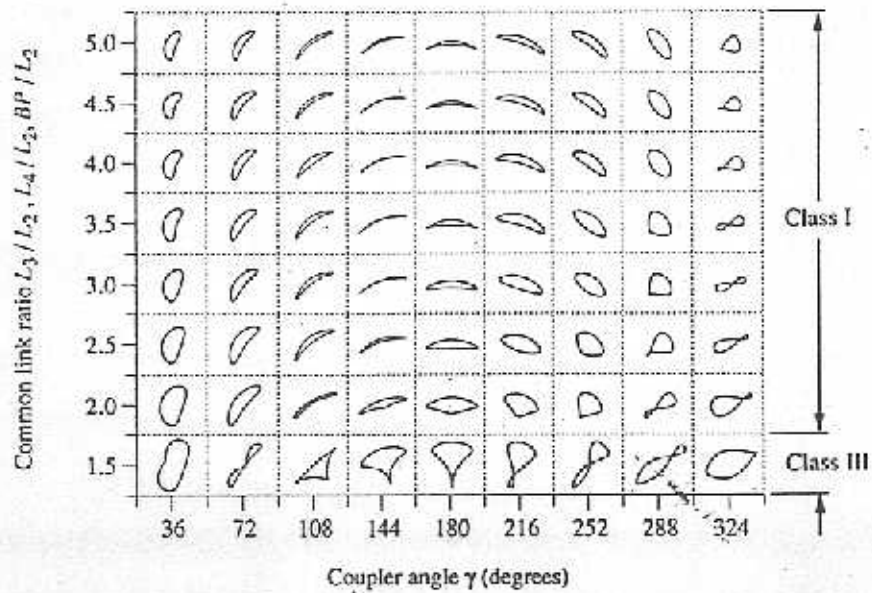 Common link ratio L3 / L2 , L4 / L2, BP / L2
5.0
4.5
4.0
3.5
3.0
2.5
2.0
1.5
Class I
Class III
36 72 108 144 180 216 252 288 324
Coupler angle γ (degrees)